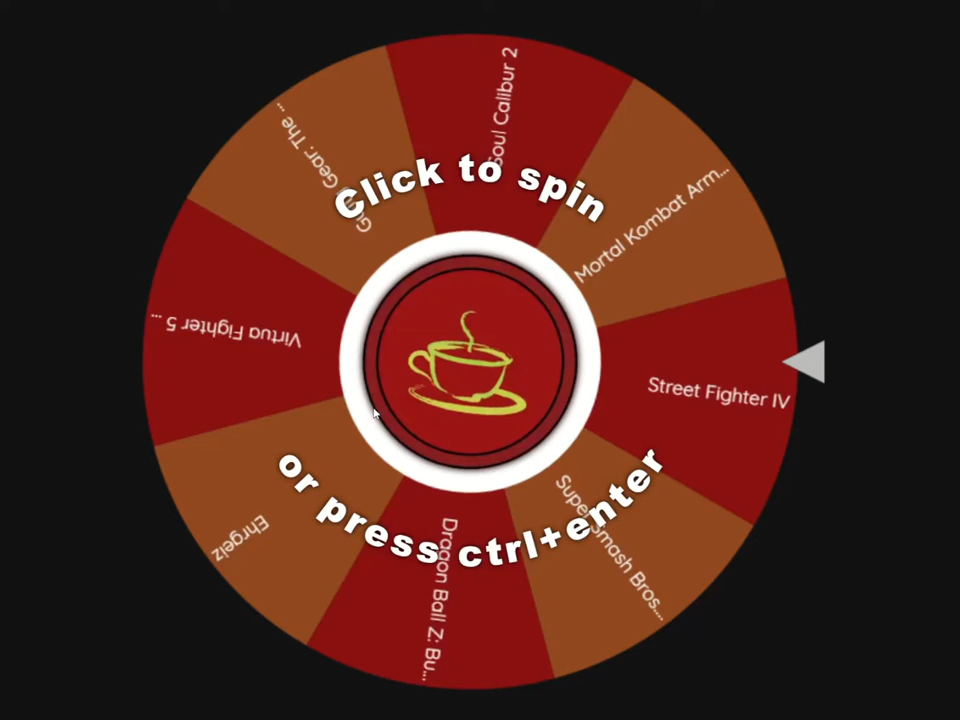 Soul Calibur 2
Click to spin
Mortal Kombat Arm...
Street Fighter IV
Super Smash Bros....
or press ctrl+enter
Dragon Ball Z: Bu...
Ehrgeiz
Virtua Fighter 5 ...
Guilty Gear: The ...